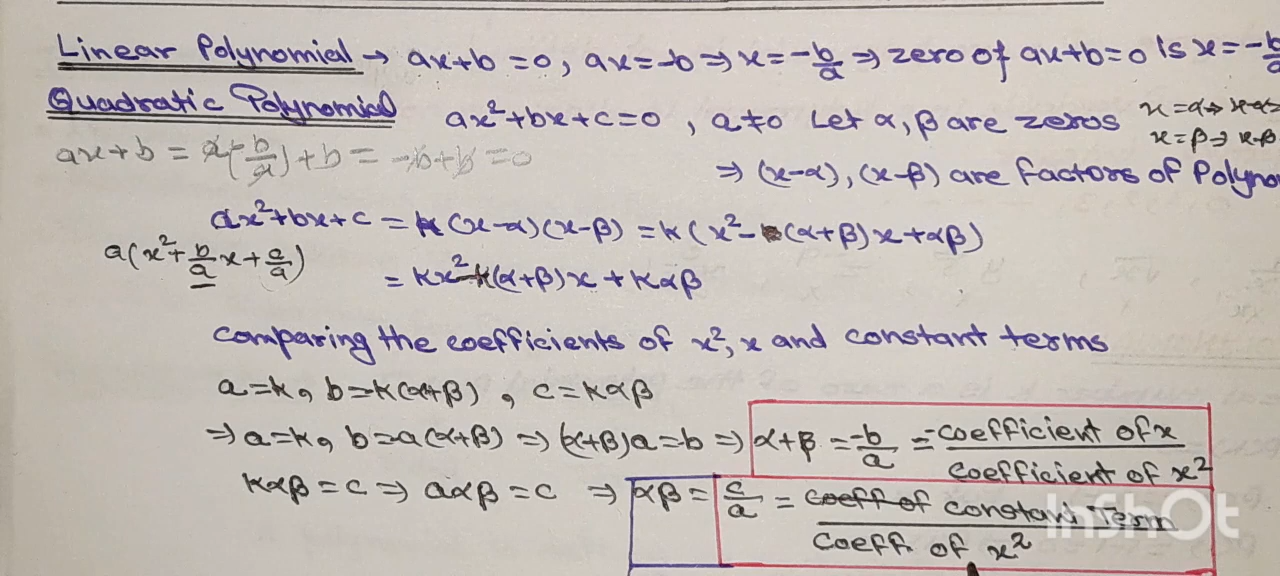 Linear Polynomial → ax+b=0, ax=-b ⇒ x=-b/a ⇒ zero of ax+b=0 is x=-b/a
Quadratic Polynomial ax²+bx+c=0, a≠0 Let α, β are zeros x=α⇒x-α
x=β⇒x-β
ax+b = a(-b/a)+b = -b+b=0
⇒ (x-α), (x-β) are factors of Polyno
ax²+bx+c = k(x-α)(x-β) = k(x²-(α+β)x+αβ)
a(x²+b/a x+c/a)
= kx²-k(α+β)x+kαβ
comparing the coefficients of x², x and constant terms
a=k, b=k(α+β), c=kαβ
⇒ a=k, b=a(α+β) ⇒ (α+β)a=-b ⇒ α+β = -b/a = -coefficient of x/coefficient of x²
kαβ=c ⇒ aαβ=c ⇒ αβ = c/a = coeff of constant Term/coeff. of x²
InShOt